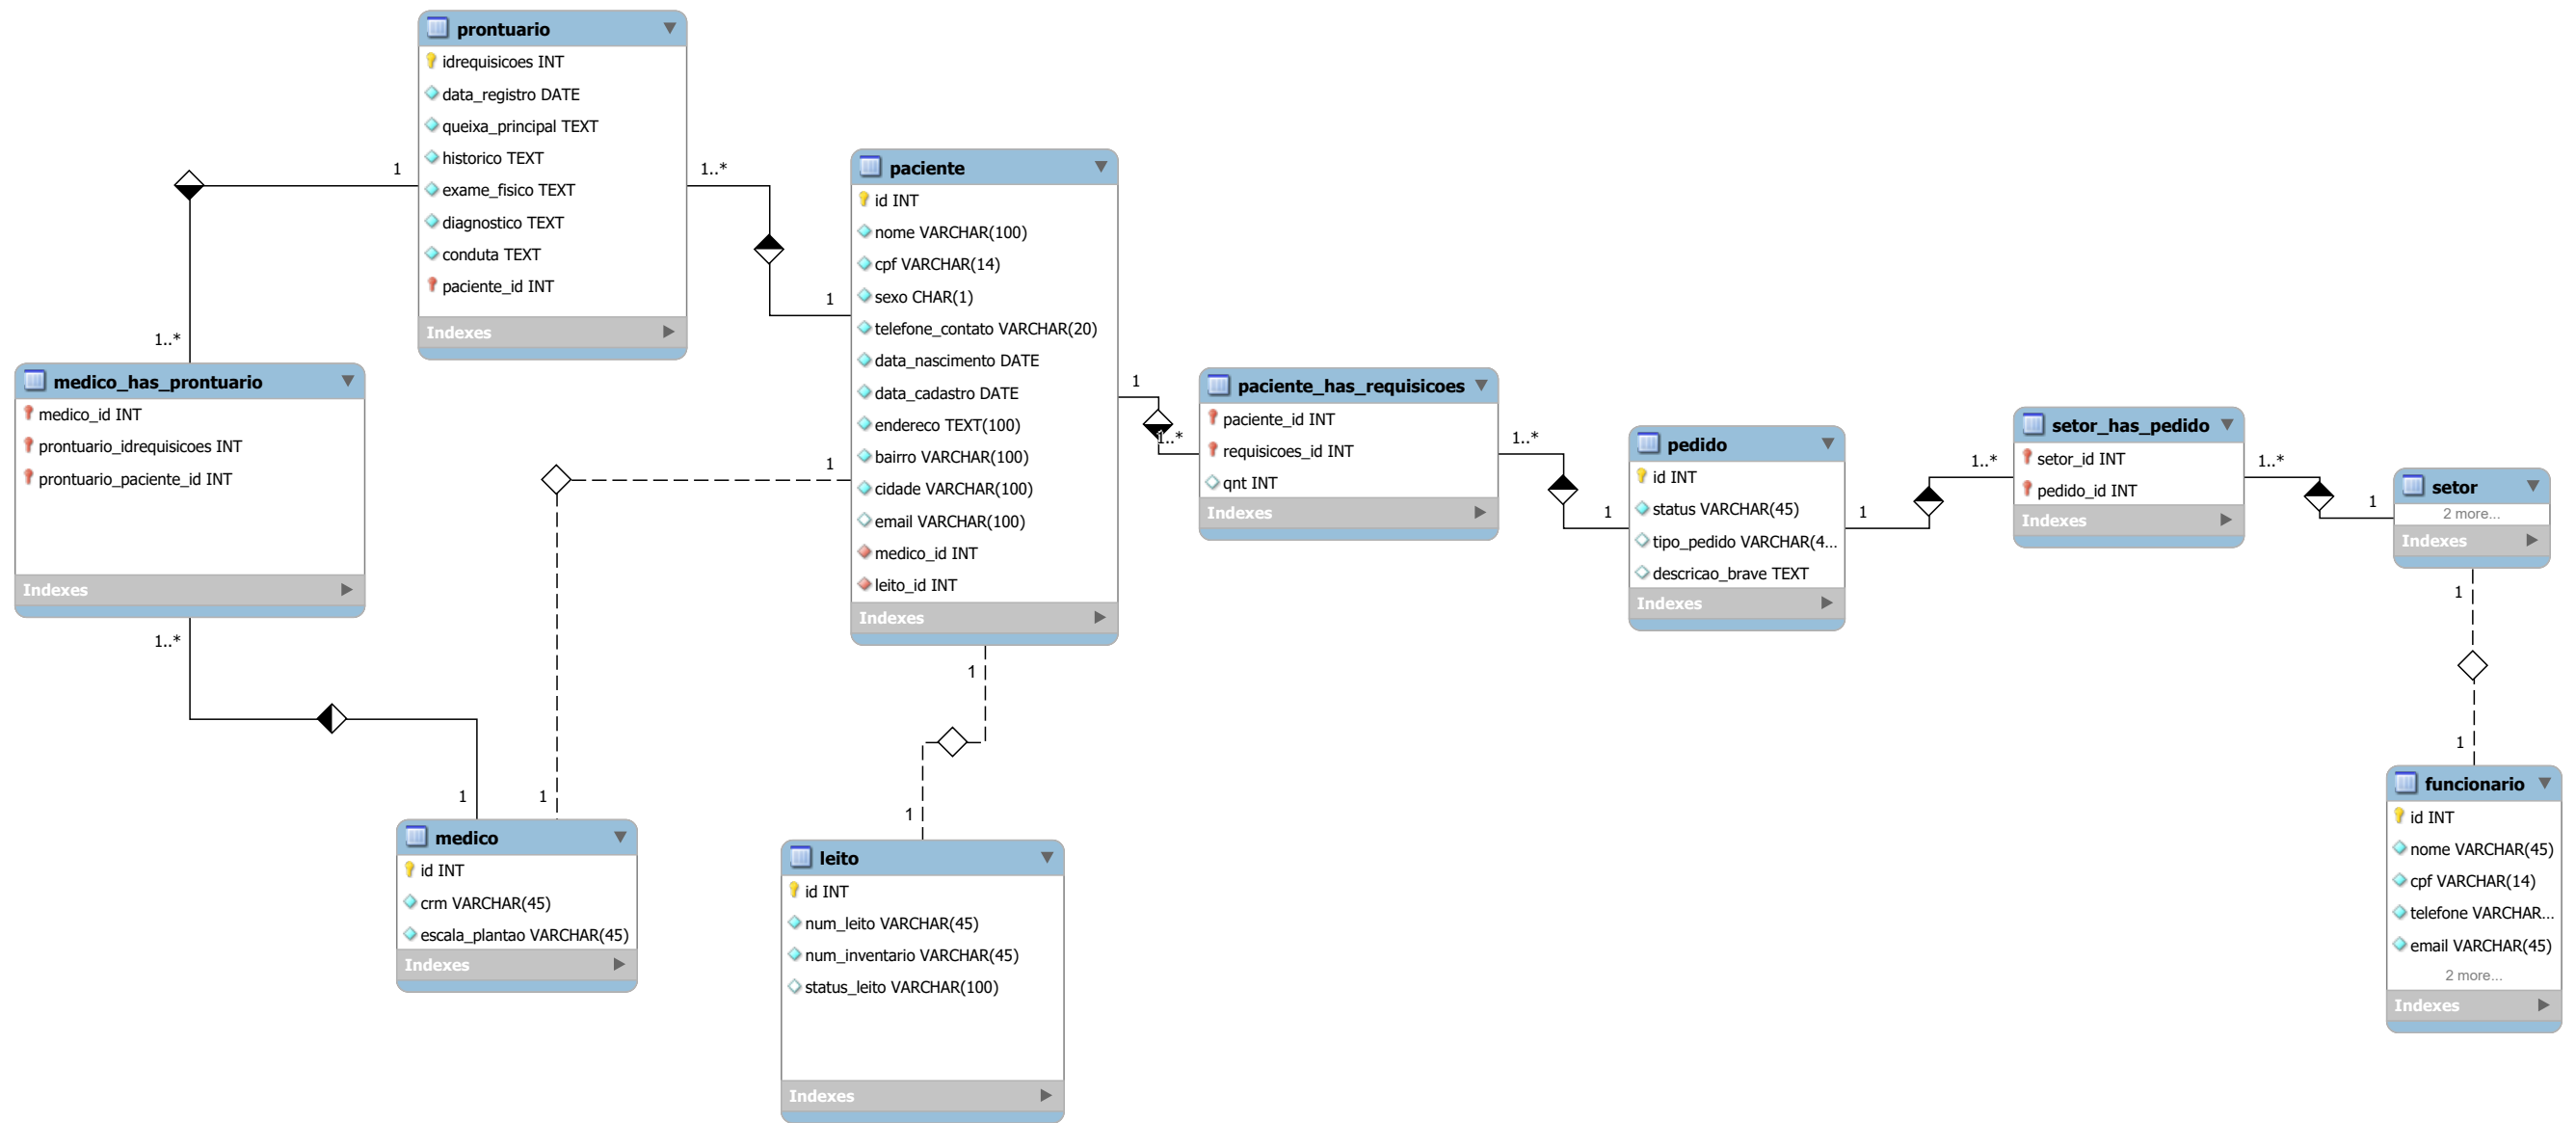 prontuario
idrequisicoes INT
data_registro DATE
queixa_principal TEXT
historico TEXT
exame_fisico TEXT
diagnostico TEXT
conduta TEXT
paciente_id INT
Indexes
1
1..*
1..*
1
medico_has_prontuario
medico_id INT
prontuario_idrequisicoes INT
prontuario_paciente_id INT
Indexes
1..*
1
1
1
medico
id INT
crm VARCHAR(45)
escala_plantao VARCHAR(45)
Indexes
paciente
id INT
nome VARCHAR(100)
cpf VARCHAR(14)
sexo CHAR(1)
telefone_contato VARCHAR(20)
data_nascimento DATE
data_cadastro DATE
endereco TEXT(100)
bairro VARCHAR(100)
cidade VARCHAR(100)
email VARCHAR(100)
medico_id INT
leito_id INT
Indexes
1
1
leito
id INT
num_leito VARCHAR(45)
num_inventario VARCHAR(45)
status_leito VARCHAR(100)
Indexes
1
1..*
paciente_has_requisicoes
paciente_id INT
requisicoes_id INT
qnt INT
Indexes
1..*
1
pedido
id INT
status VARCHAR(45)
tipo_pedido VARCHAR(4...
descricao_brave TEXT
Indexes
1
1..*
setor_has_pedido
setor_id INT
pedido_id INT
Indexes
1..*
1
setor
2 more...
Indexes
1
1
funcionario
id INT
nome VARCHAR(45)
cpf VARCHAR(14)
telefone VARCHAR...
email VARCHAR(45)
2 more...
Indexes